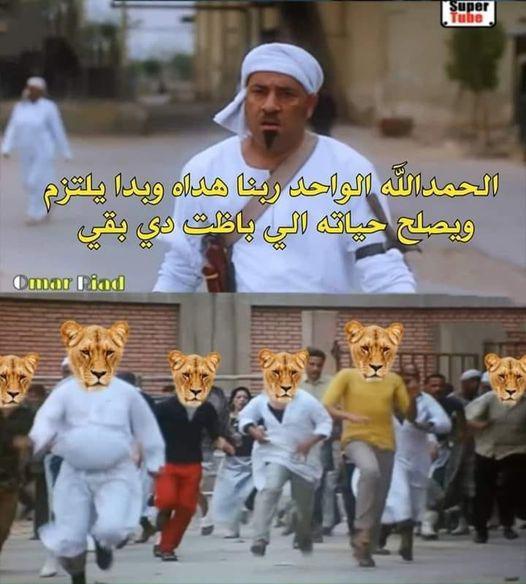 Super
Tube
الحمدالله الواحد ربنا هداه وبدا يلتزم
ويصلح حياته الي باظت دي بقي
Omar Riad